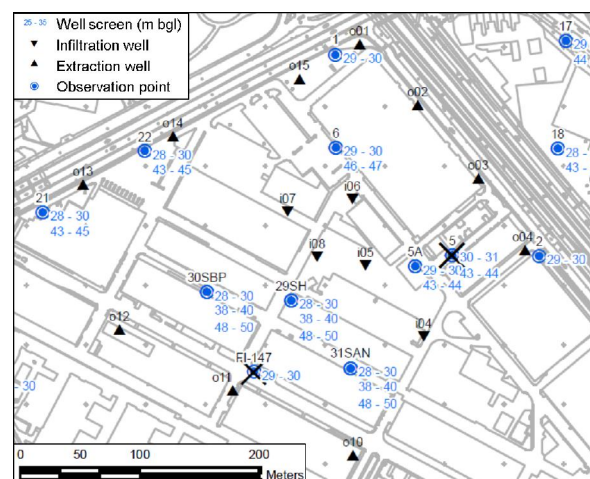 25 - 35 Well screen (m bgl)
Infiltration well
Extraction well
Observation point
o01
1
29 - 30
17
29
44
o15
o02
o14
22
28 - 30
43 - 45
6
29 - 30
46 - 47
18
28 -
43 -
o13
21
28 - 30
43 - 45
o03
i06
i07
i08
i05
5A
29 - 30
43 - 44
5
30 - 31
43 - 44
o04
2
29 - 30
30SBP
28 - 30
38 - 40
48 - 50
29SH
28 - 30
38 - 40
48 - 50
o12
i04
31SAN
28 - 30
38 - 40
48 - 50
29 - 30
o11
- 30
o10
0 50 100 200
Meters